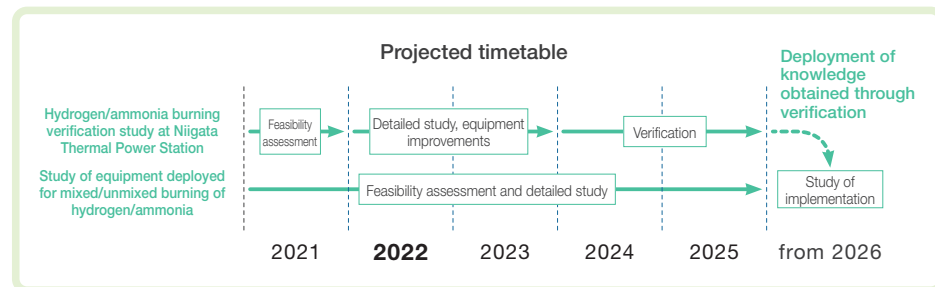 Projected timetable
Deployment of
knowledge
obtained through
verification
Hydrogen/ammonia burning
verification study at Niigata
Thermal Power Station
Feasibility
assessment
Detailed study, equipment
improvements
Verification
Study of equipment deployed
for mixed/unmixed burning of
hydrogen/ammonia
Feasibility assessment and detailed study
Study of
implementation
2021 2022 2023 2024 2025 from 2026